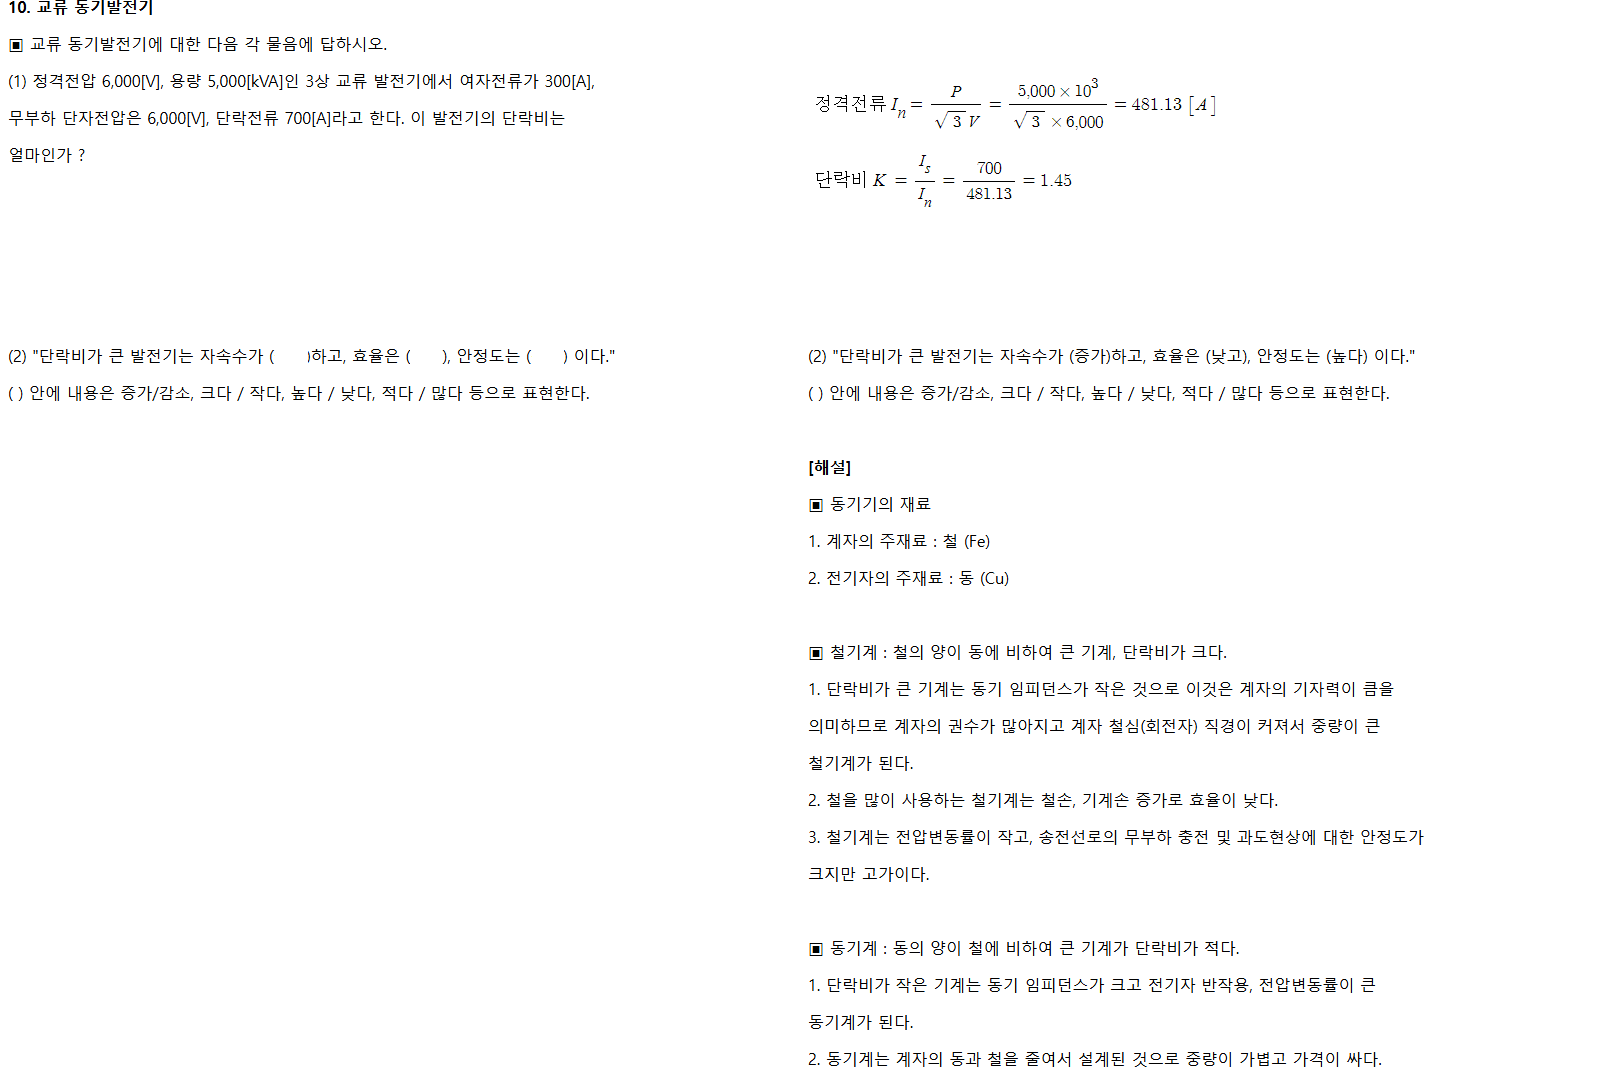 10. 교류 동기발전기
▣ 교류 동기발전기에 대한 다음 각 물음에 답하시오.
(1) 정격전압 6,000[V], 용량 5,000[kVA]인 3상 교류 발전기에서 여자전류가 300[A],
무부하 단자전압은 6,000[V], 단락전류 700[A]라고 한다. 이 발전기의 단락비는
얼마인가 ?
(2) "단락비가 큰 발전기는 자속수가 (      )하고, 효율은 (      ), 안정도는 (      ) 이다."
( ) 안에 내용은 증가/감소, 크다 / 작다, 높다 / 낮다, 적다 / 많다 등으로 표현한다.
정격전류 I_n = P / (√3 V) = (5,000 × 10^3) / (√3 × 6,000) = 481.13 [A]
단락비 K = I_s / I_n = 700 / 481.13 = 1.45
(2) "단락비가 큰 발전기는 자속수가 (증가)하고, 효율은 (낮고), 안정도는 (높다) 이다."
( ) 안에 내용은 증가/감소, 크다 / 작다, 높다 / 낮다, 적다 / 많다 등으로 표현한다.
[해설]
▣ 동기기의 재료
1. 계자의 주재료 : 철 (Fe)
2. 전기자의 주재료 : 동 (Cu)
▣ 철기계 : 철의 양이 동에 비하여 큰 기계, 단락비가 크다.
1. 단락비가 큰 기계는 동기 임피던스가 작은 것으로 이것은 계자의 기자력이 큼을
의미하므로 계자의 권수가 많아지고 계자 철심(회전자) 직경이 커져서 중량이 큰
철기계가 된다.
2. 철을 많이 사용하는 철기계는 철손, 기계손 증가로 효율이 낮다.
3. 철기계는 전압변동률이 작고, 송전선로의 무부하 충전 및 과도현상에 대한 안정도가
크지만 고가이다.
▣ 동기계 : 동의 양이 철에 비하여 큰 기계가 단락비가 적다.
1. 단락비가 작은 기계는 동기 임피던스가 크고 전기자 반작용, 전압변동률이 큰
동기계가 된다.
2. 동기계는 계자의 동과 철을 줄여서 설계된 것으로 중량이 가볍고 가격이 싸다.